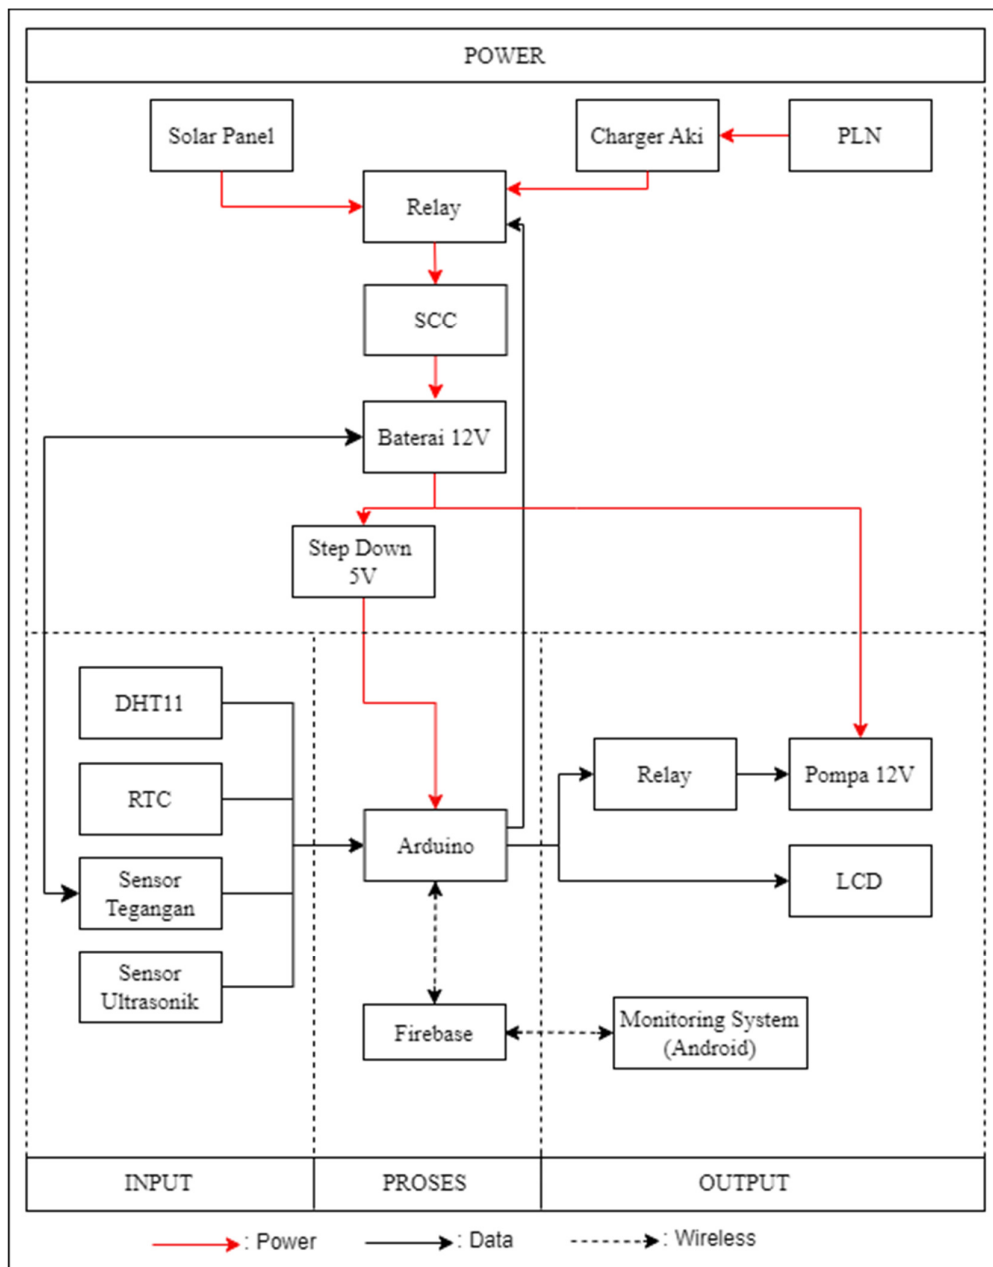 POWER
Solar Panel
Charger Aki
PLN
Relay
SCC
Baterai 12V
Step Down
5V
DHT11
RTC
Sensor
Tegangan
Sensor
Ultrasonik
Arduino
Firebase
Relay
Pompa 12V
LCD
Monitoring System
(Android)
INPUT
PROSES
OUTPUT
: Power
: Data
: Wireless